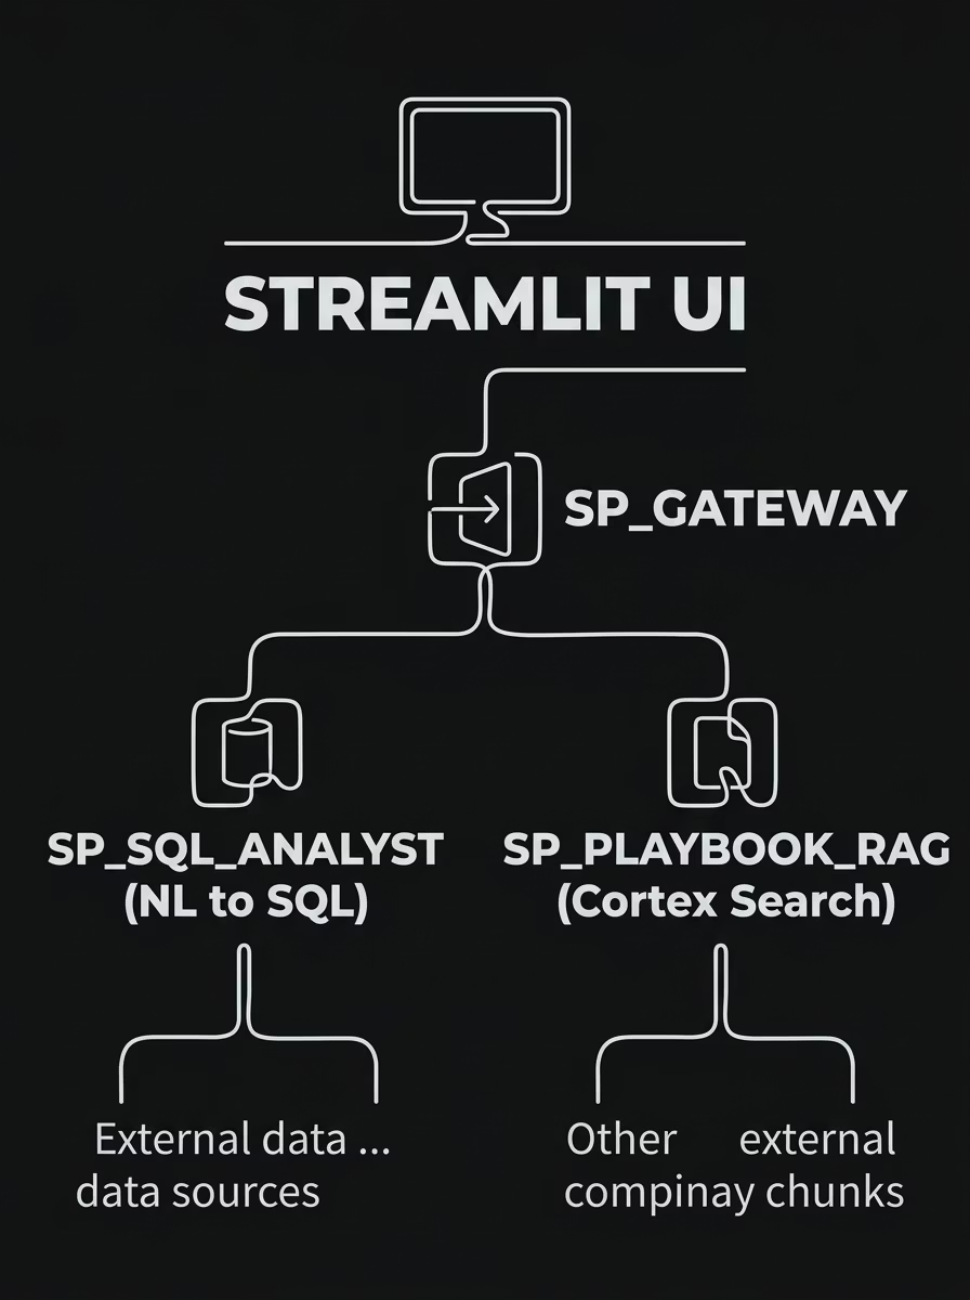 STREAMLIT UI
SP_GATEWAY
SP_SQL_ANALYST
(NL to SQL)
SP_PLAYBOOK_RAG
(Cortex Search)
External data ...
data sources
Other external
compinay chunks